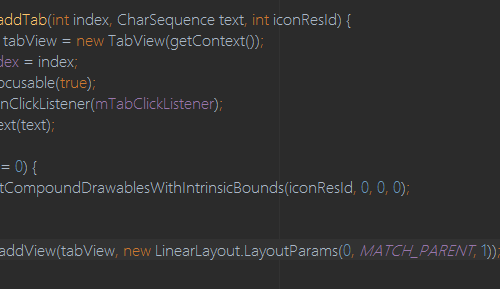 addTab(int index, CharSequence text, int iconResId) {
tabView = new TabView(getContext());
dex = index;
ocusable(true);
nClickListener(mTabClickListener);
ext(text);
= 0) {
tCompoundDrawablesWithIntrinsicBounds(iconResId, 0, 0, 0);
addView(tabView, new LinearLayout.LayoutParams(0, MATCH_PARENT, 1));